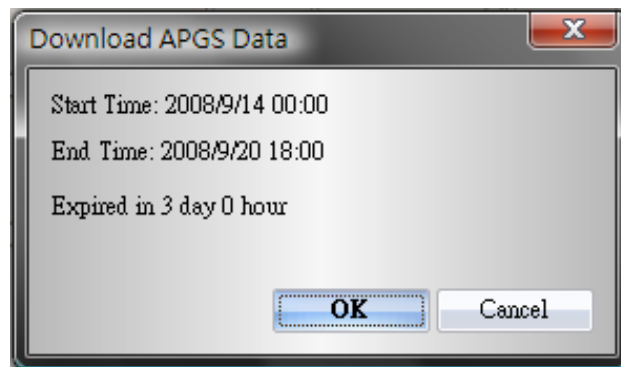 Download APGS Data
X
Start Time: 2008/9/14 00:00
End Time: 2008/9/20 18:00
Expired in 3 day 0 hour
OK
Cancel